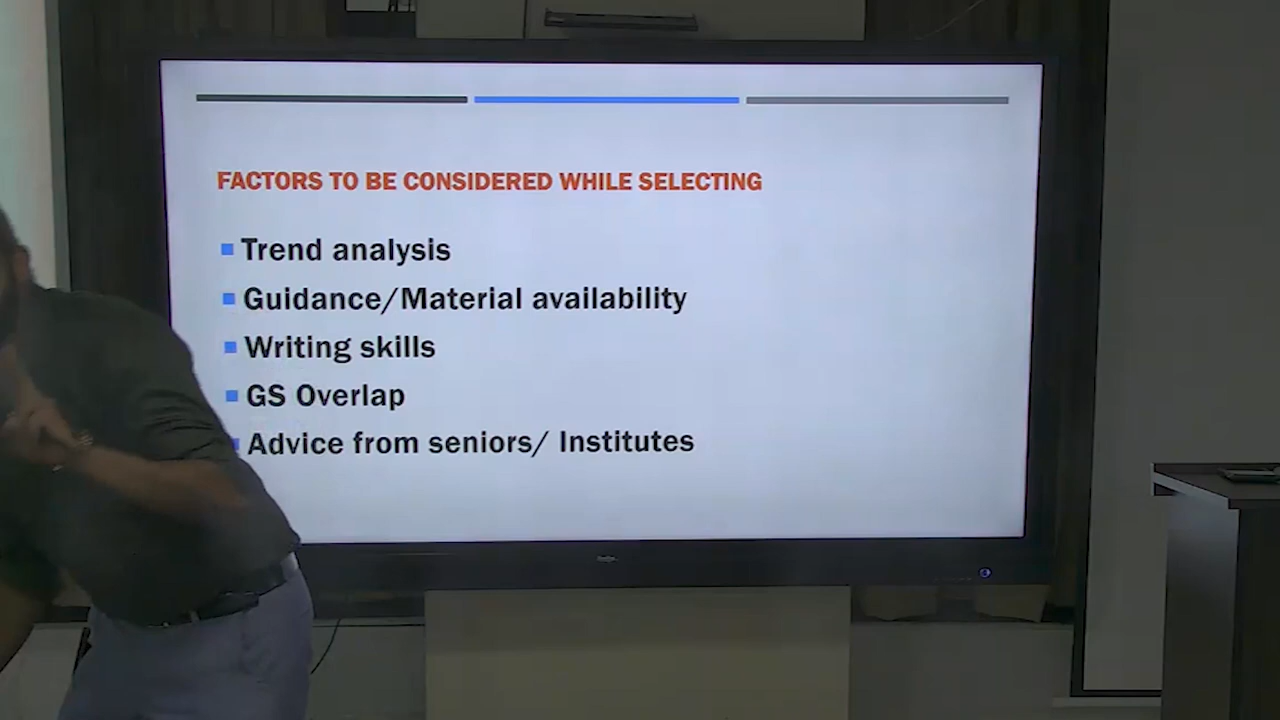 FACTORS TO BE CONSIDERED WHILE SELECTING
Trend analysis
Guidance/Material availability
Writing skills
GS Overlap
Advice from seniors/ Institutes